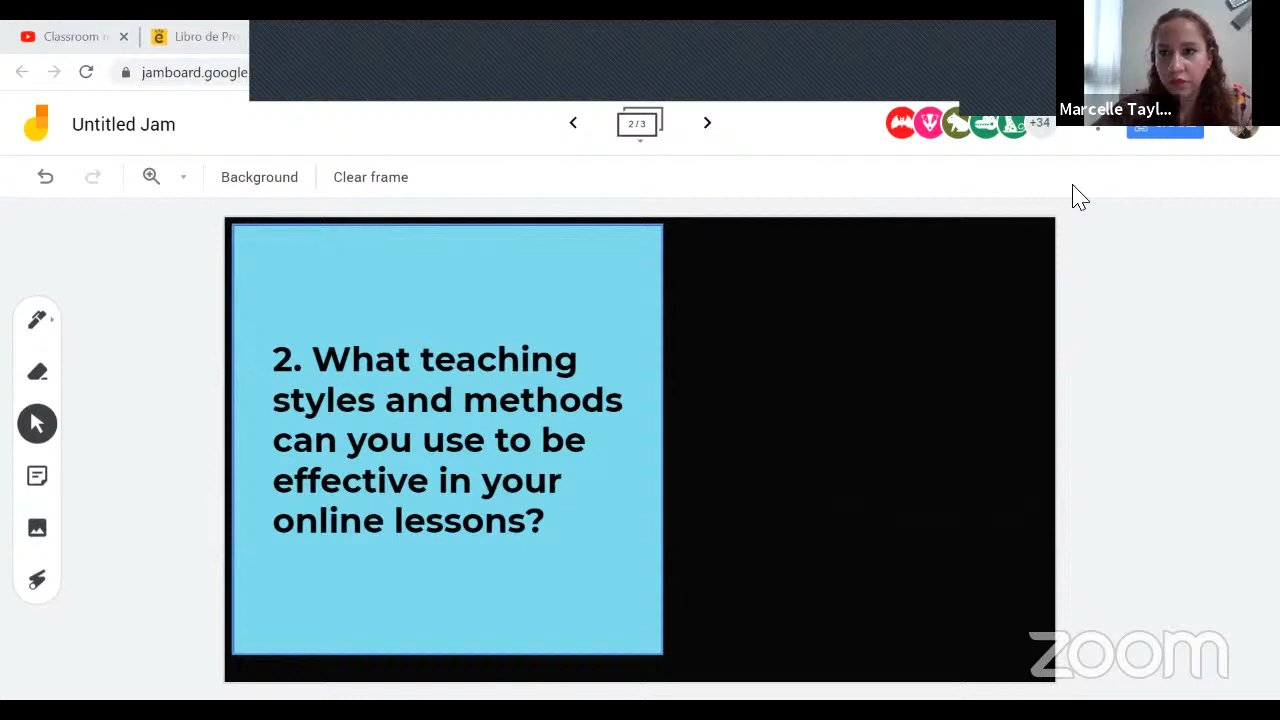 Classroom
Libro de Pro
jamboard.google
Marcelle Tayl...
Untitled Jam
2 / 3
+34
Background
Clear frame
2. What teaching
styles and methods
can you use to be
effective in your
online lessons?
zoom